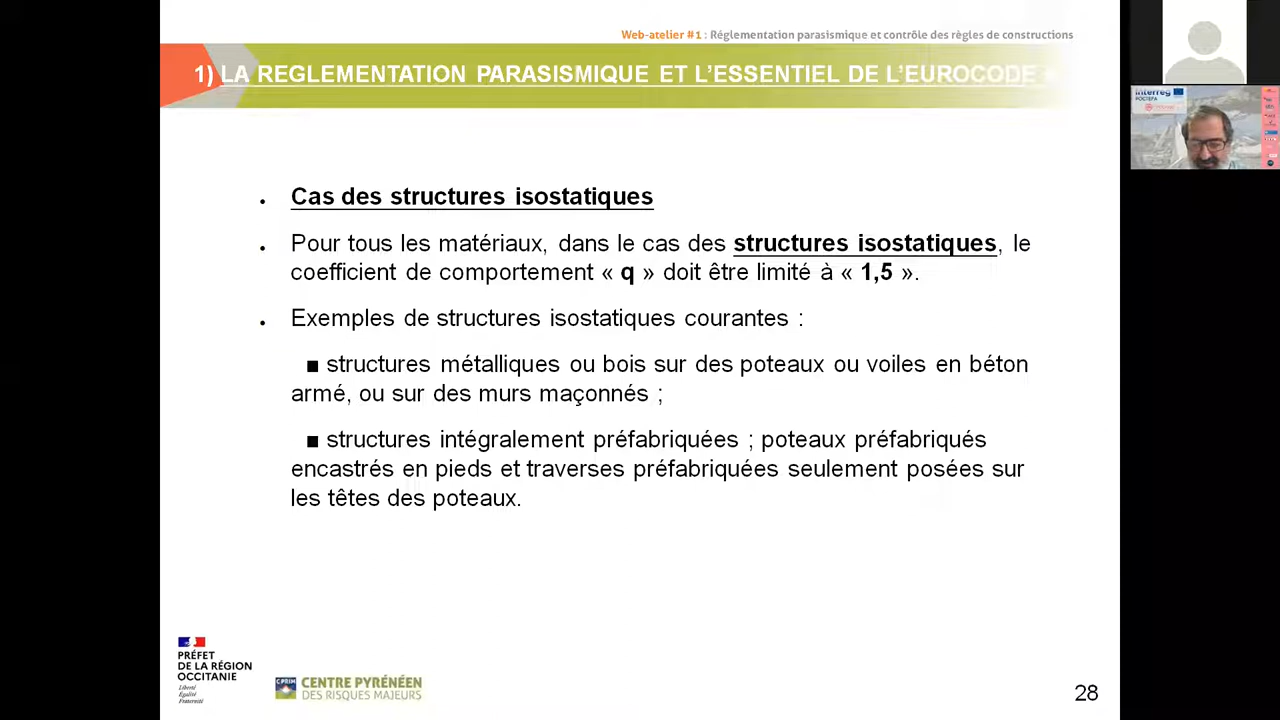 Web-atelier #1 : Réglementation parasismique et contrôle des règles de constructions
1) LA REGLEMENTATION PARASISMIQUE ET L'ESSENTIEL DE L'EUROCODE
• Cas des structures isostatiques
• Pour tous les matériaux, dans le cas des structures isostatiques, le
coefficient de comportement « q » doit être limité à « 1,5 ».
• Exemples de structures isostatiques courantes :
■ structures métalliques ou bois sur des poteaux ou voiles en béton
armé, ou sur des murs maçonnés ;
■ structures intégralement préfabriquées ; poteaux préfabriqués
encastrés en pieds et traverses préfabriquées seulement posées sur
les têtes des poteaux.
PRÉFET
DE LA RÉGION
OCCITANIE
Liberté
Égalité
Fraternité
CPRIM
CENTRE PYRÉNÉEN
DES RISQUES MAJEURS
28
Interreg
POCTEFA